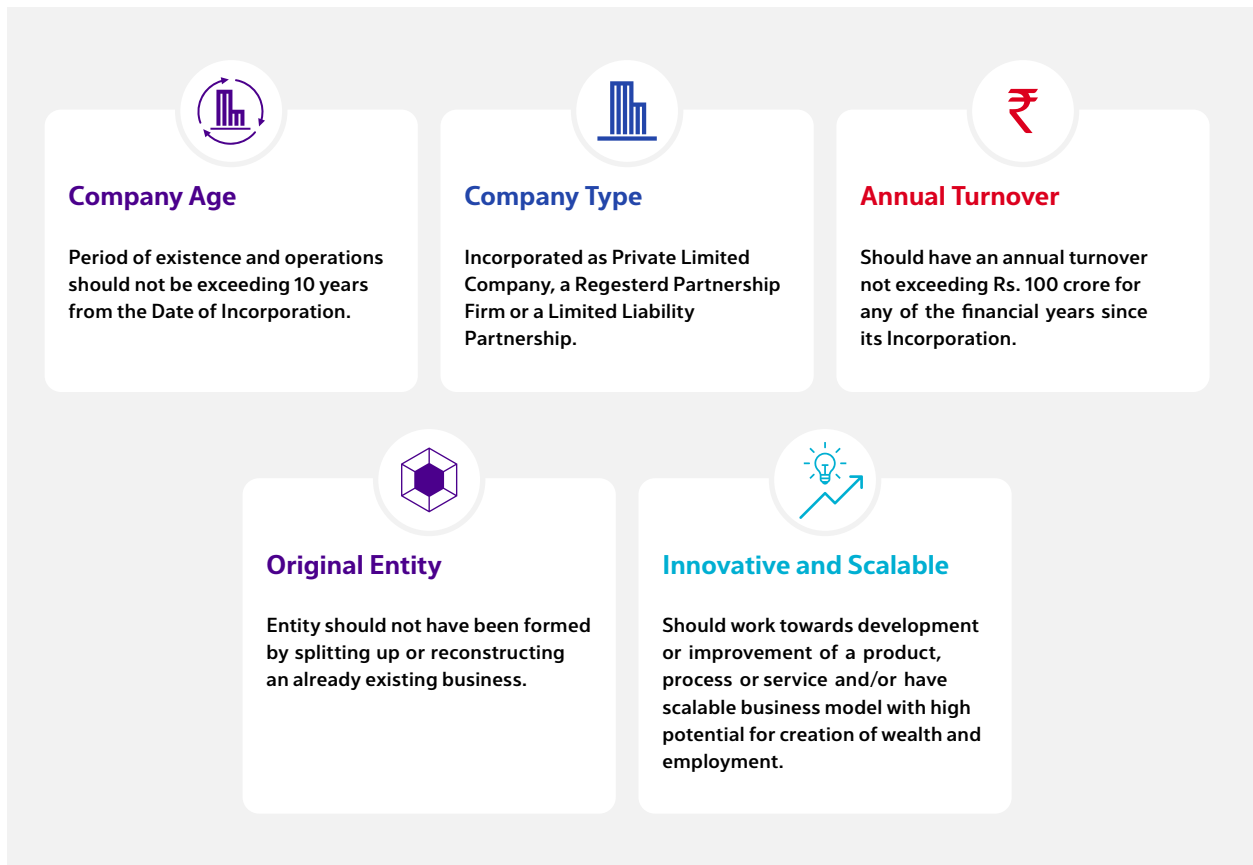 Company Age
Period of existence and operations
should not be exceeding 10 years
from the Date of Incorporation.
Company Type
Incorporated as Private Limited
Company, a Regesterd Partnership
Firm or a Limited Liability
Partnership.
₹
Annual Turnover
Should have an annual turnover
not exceeding Rs. 100 crore for
any of the financial years since
its Incorporation.
Original Entity
Entity should not have been formed
by splitting up or reconstructing
an already existing business.
Innovative and Scalable
Should work towards development
or improvement of a product,
process or service and/or have
scalable business model with high
potential for creation of wealth and
employment.